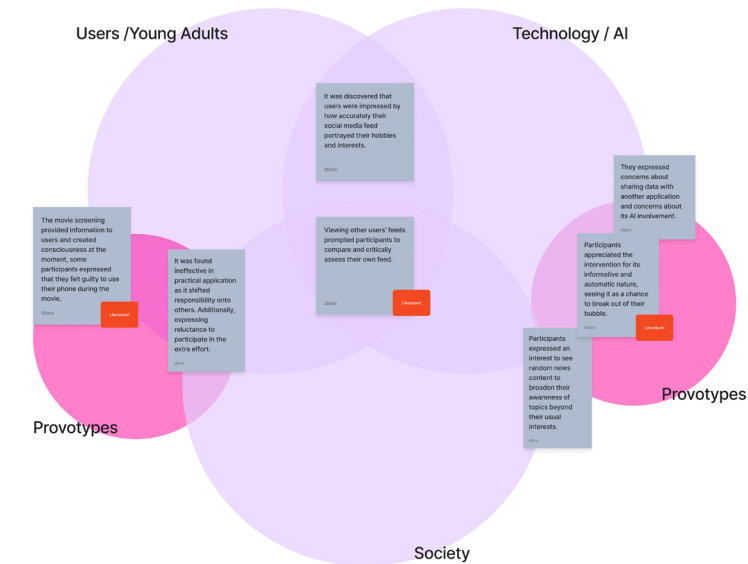 Users /Young Adults
Technology / AI
It was discovered that
users were impressed by
how accurately their
social media feed
portrayed their hobbies
and interests.
dilara
They expressed
concerns about
sharing data with
another application
and concerns about
its AI involvement.
dilara
The movie screening
provided information to
users and created
consciousness at the
moment, some
participants expressed
that they felt guilty to use
their phone during the
movie.
dilara
Literature!
It was found
ineffective in
practical application
as it shifted
responsibility onto
others. Additionally,
expressing
reluctance to
participate in the
extra effort.
dilara
Viewing other users' feeds
prompted participants to
compare and critically
assess their own feed.
dilara
Literature!
Participants
appreciated the
intervention for its
informative and
automatic nature,
seeing it as a chance
to break out of their
bubble.
dilara
Literature!
Participants
expressed an
interest to see
random news
content to
broaden their
awareness of
topics beyond
their usual
interests.
dilara
Provotypes
Provotypes
Society